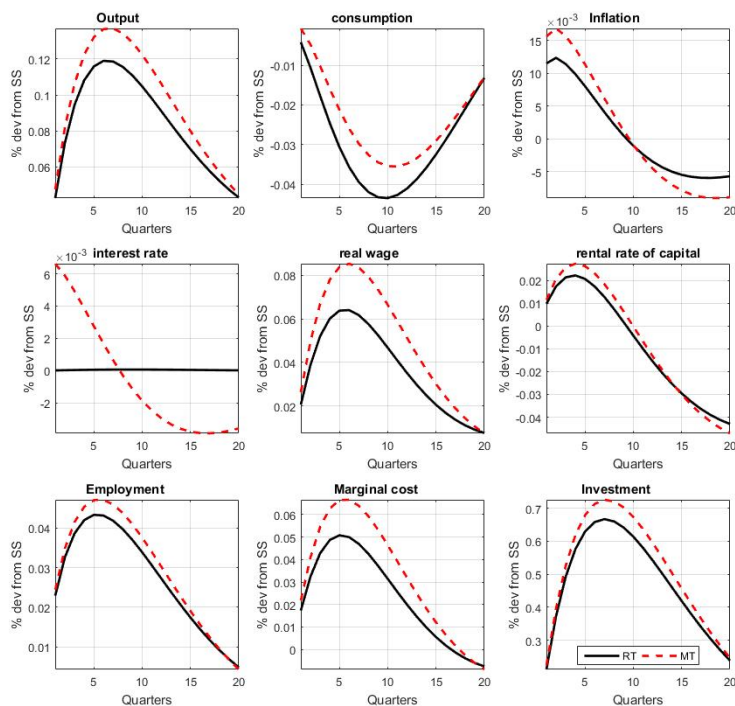 Output
% dev from SS
0.12
0.1
0.08
0.06
5
10
15
20
Quarters
consumption
% dev from SS
-0.01
-0.02
-0.03
-0.04
5
10
15
20
Quarters
Inflation
×10⁻³
% dev from SS
15
10
5
0
-5
5
10
15
20
Quarters
interest rate
×10⁻³
% dev from SS
6
4
2
0
-2
5
10
15
20
Quarters
real wage
% dev from SS
0.08
0.06
0.04
0.02
5
10
15
20
Quarters
rental rate of capital
% dev from SS
0.02
0.01
0
-0.01
-0.02
-0.03
-0.04
5
10
15
20
Quarters
Employment
% dev from SS
0.04
0.03
0.02
0.01
5
10
15
20
Quarters
Marginal cost
% dev from SS
0.06
0.05
0.04
0.03
0.02
0.01
0
5
10
15
20
Quarters
Investment
% dev from SS
0.7
0.6
0.5
0.4
0.3
5
10
15
20
Quarters
RT
MT